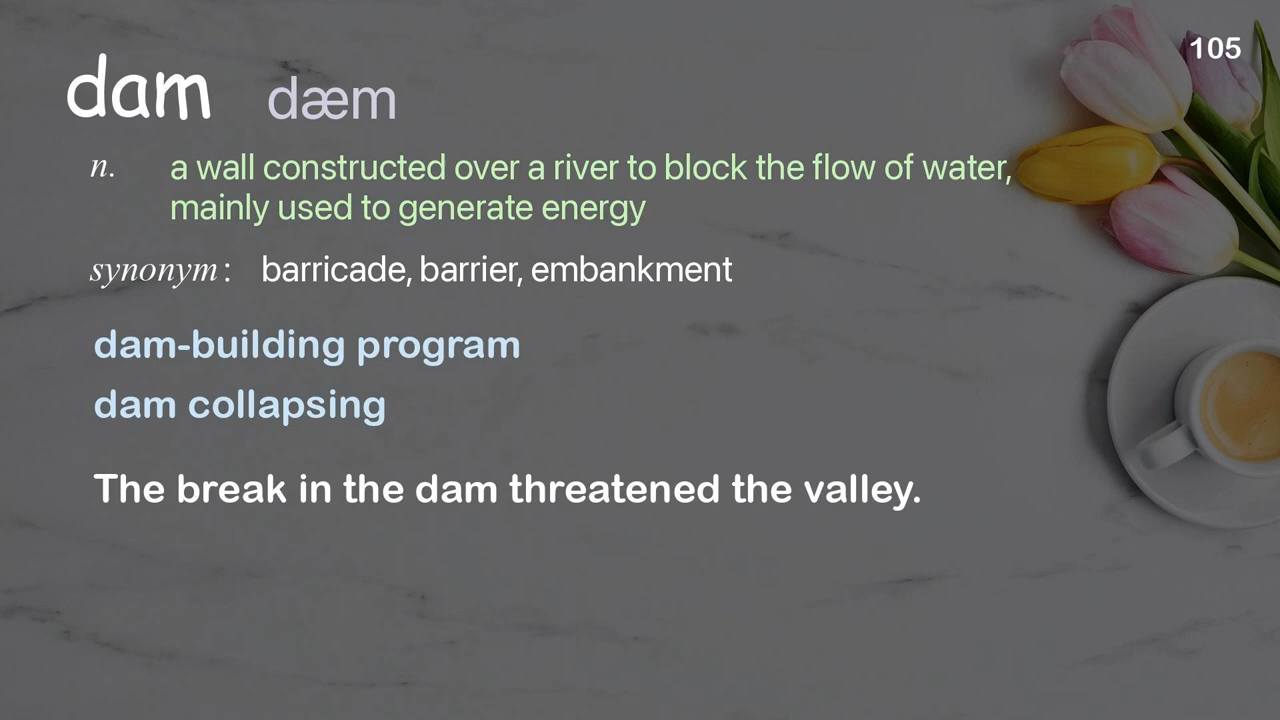 105
dam dæm
n. a wall constructed over a river to block the flow of water,
mainly used to generate energy
synonym: barricade, barrier, embankment
dam-building program
dam collapsing
The break in the dam threatened the valley.